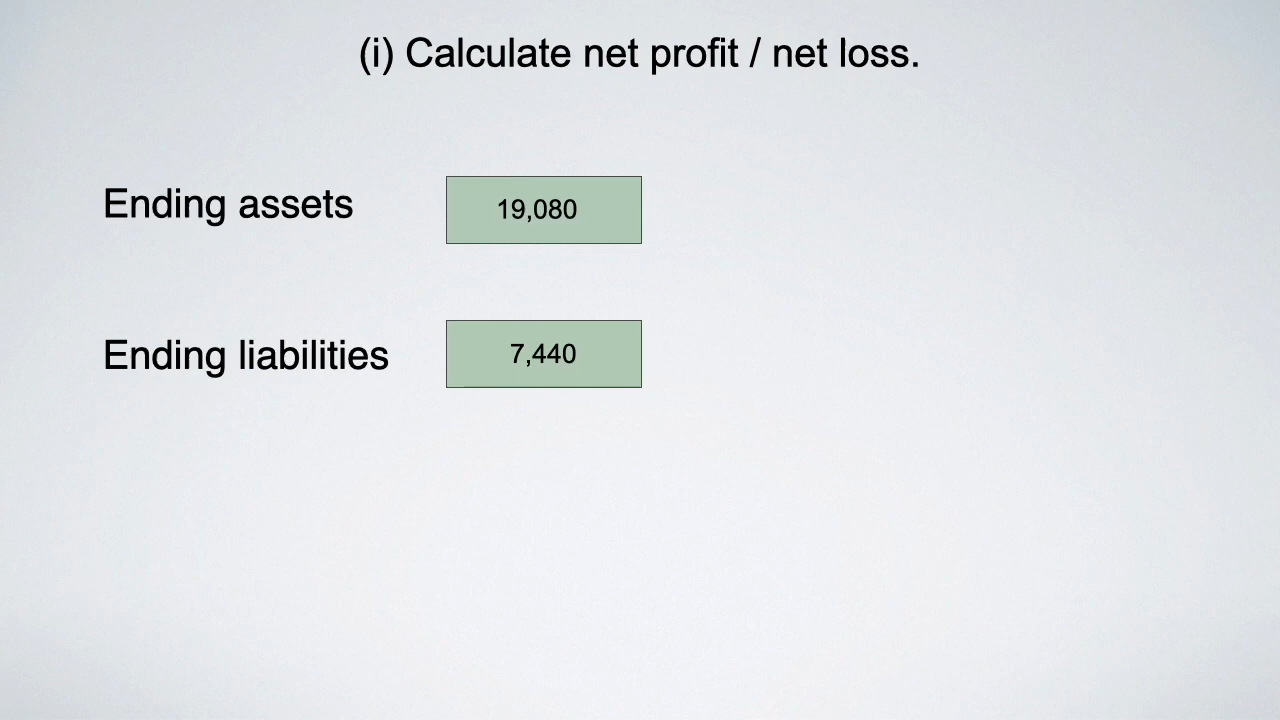 (i) Calculate net profit / net loss.
Ending assets 19,080
Ending liabilities 7,440